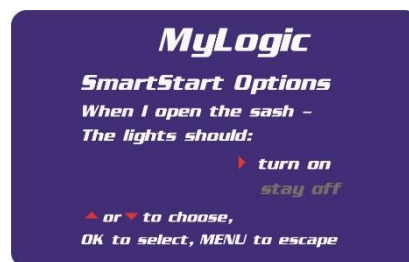 MyLogic
SmartStart Options
When I open the sash –
The lights should:
turn on
stay off
or to choose,
OK to select, MENU to escape